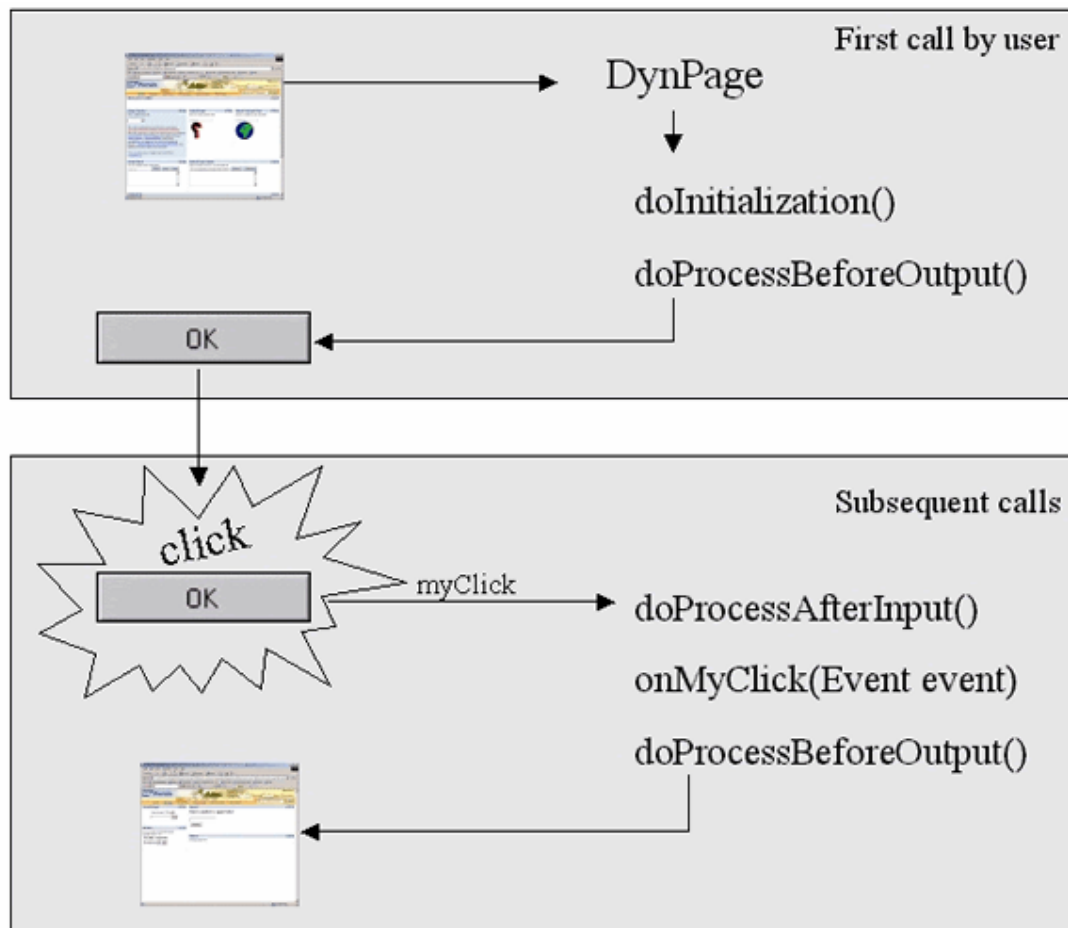 First call by user
DynPage
doInitialization()
doProcessBeforeOutput()
OK
Subsequent calls
click
OK
myClick
doProcessAfterInput()
onMyClick(Event event)
doProcessBeforeOutput()